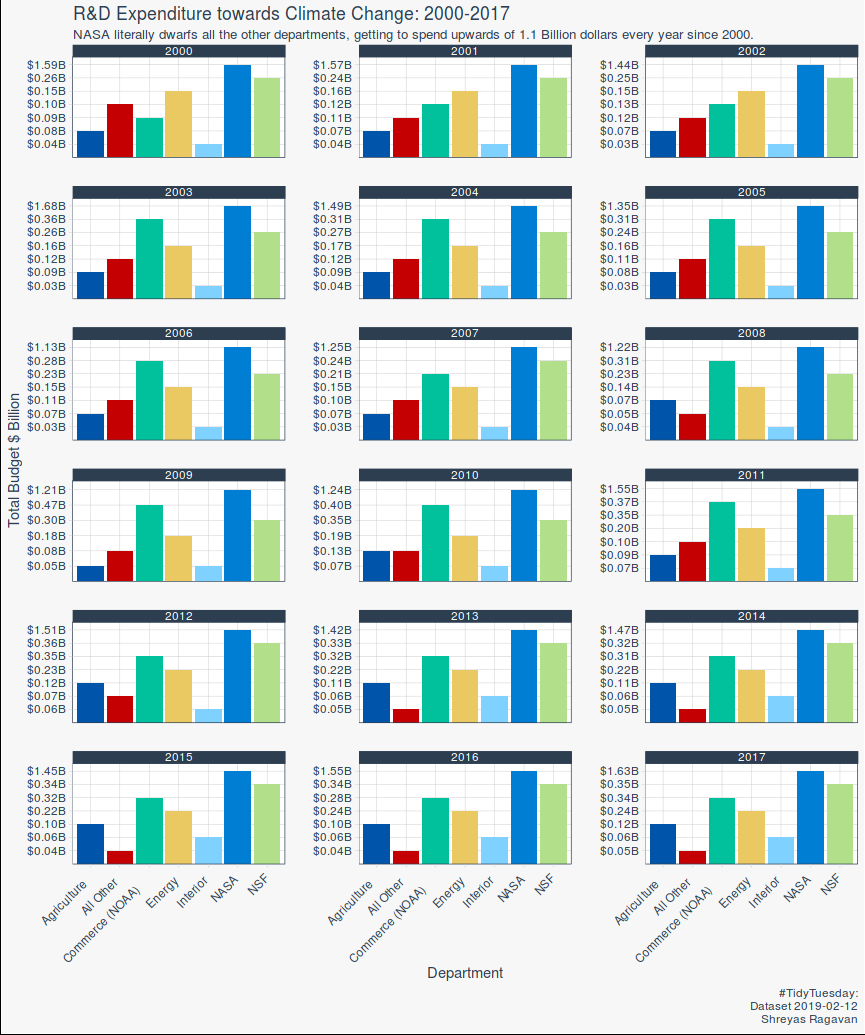 R&D Expenditure towards Climate Change: 2000-2017
NASA literally dwarfs all the other departments, getting to spend upwards of 1.1 Billion dollars every year since 2000.
2000
$1.59B
$0.26B
$0.15B
$0.10B
$0.09B
$0.08B
$0.04B
2001
$1.57B
$0.24B
$0.16B
$0.12B
$0.11B
$0.07B
$0.04B
2002
$1.44B
$0.25B
$0.15B
$0.13B
$0.12B
$0.07B
$0.03B
2003
$1.68B
$0.36B
$0.26B
$0.16B
$0.12B
$0.09B
$0.03B
2004
$1.49B
$0.31B
$0.27B
$0.17B
$0.12B
$0.09B
$0.04B
2005
$1.35B
$0.31B
$0.24B
$0.16B
$0.11B
$0.08B
$0.03B
2006
$1.13B
$0.28B
$0.23B
$0.15B
$0.11B
$0.07B
$0.03B
2007
$1.25B
$0.24B
$0.21B
$0.15B
$0.10B
$0.07B
$0.03B
2008
$1.22B
$0.31B
$0.23B
$0.14B
$0.07B
$0.05B
$0.04B
Total Budget $ Billion
2009
$1.21B
$0.47B
$0.30B
$0.18B
$0.08B
$0.05B
2010
$1.24B
$0.40B
$0.35B
$0.19B
$0.13B
$0.07B
2011
$1.55B
$0.37B
$0.35B
$0.20B
$0.10B
$0.09B
$0.07B
2012
$1.51B
$0.36B
$0.35B
$0.23B
$0.12B
$0.07B
$0.06B
2013
$1.42B
$0.33B
$0.32B
$0.22B
$0.11B
$0.06B
$0.05B
2014
$1.47B
$0.32B
$0.31B
$0.22B
$0.11B
$0.06B
$0.05B
2015
$1.45B
$0.34B
$0.32B
$0.22B
$0.10B
$0.06B
$0.04B
2016
$1.55B
$0.34B
$0.28B
$0.24B
$0.10B
$0.06B
$0.04B
2017
$1.63B
$0.35B
$0.34B
$0.24B
$0.12B
$0.06B
$0.05B
Agriculture
All Other
Commerce (NOAA)
Energy
Interior
NASA
NSF
Agriculture
All Other
Commerce (NOAA)
Energy
Interior
NASA
NSF
Agriculture
All Other
Commerce (NOAA)
Energy
Interior
NASA
NSF
Department
#TidyTuesday:
Dataset 2019-02-12
Shreyas Ragavan